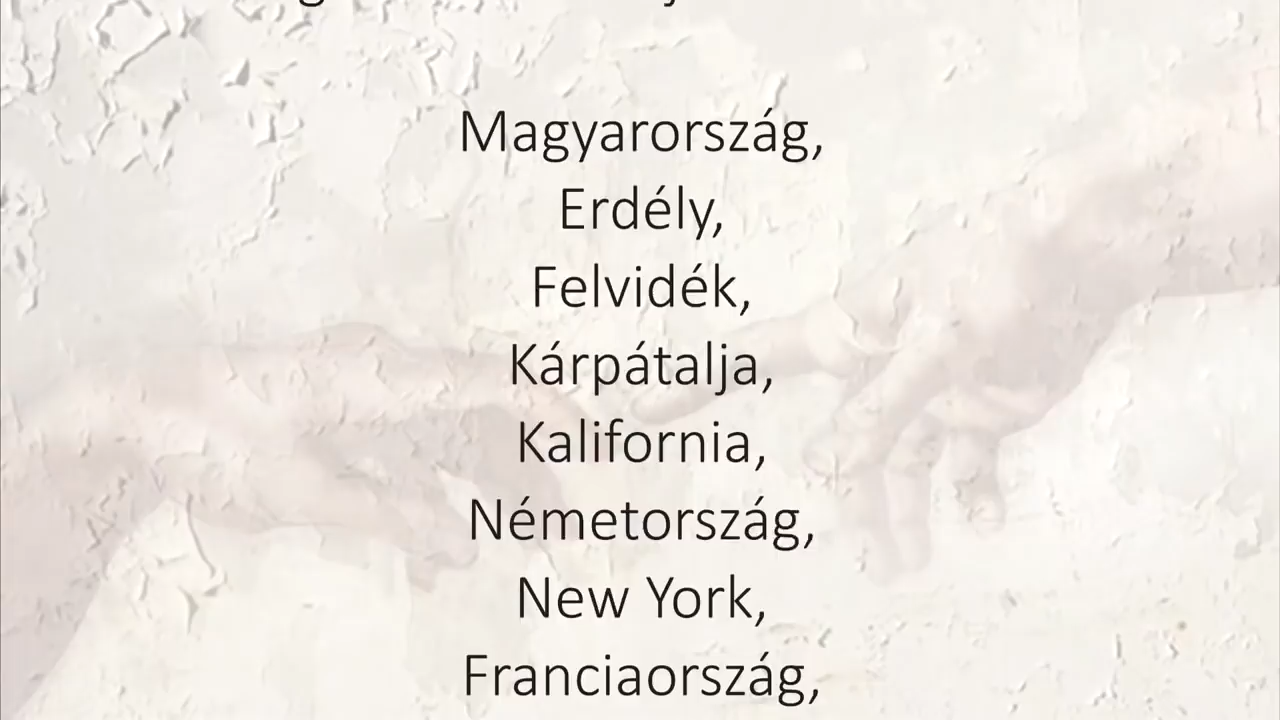 Magyarország,
Erdély,
Felvidék,
Kárpátalja,
Kalifornia,
Németország,
New York,
Franciaország,